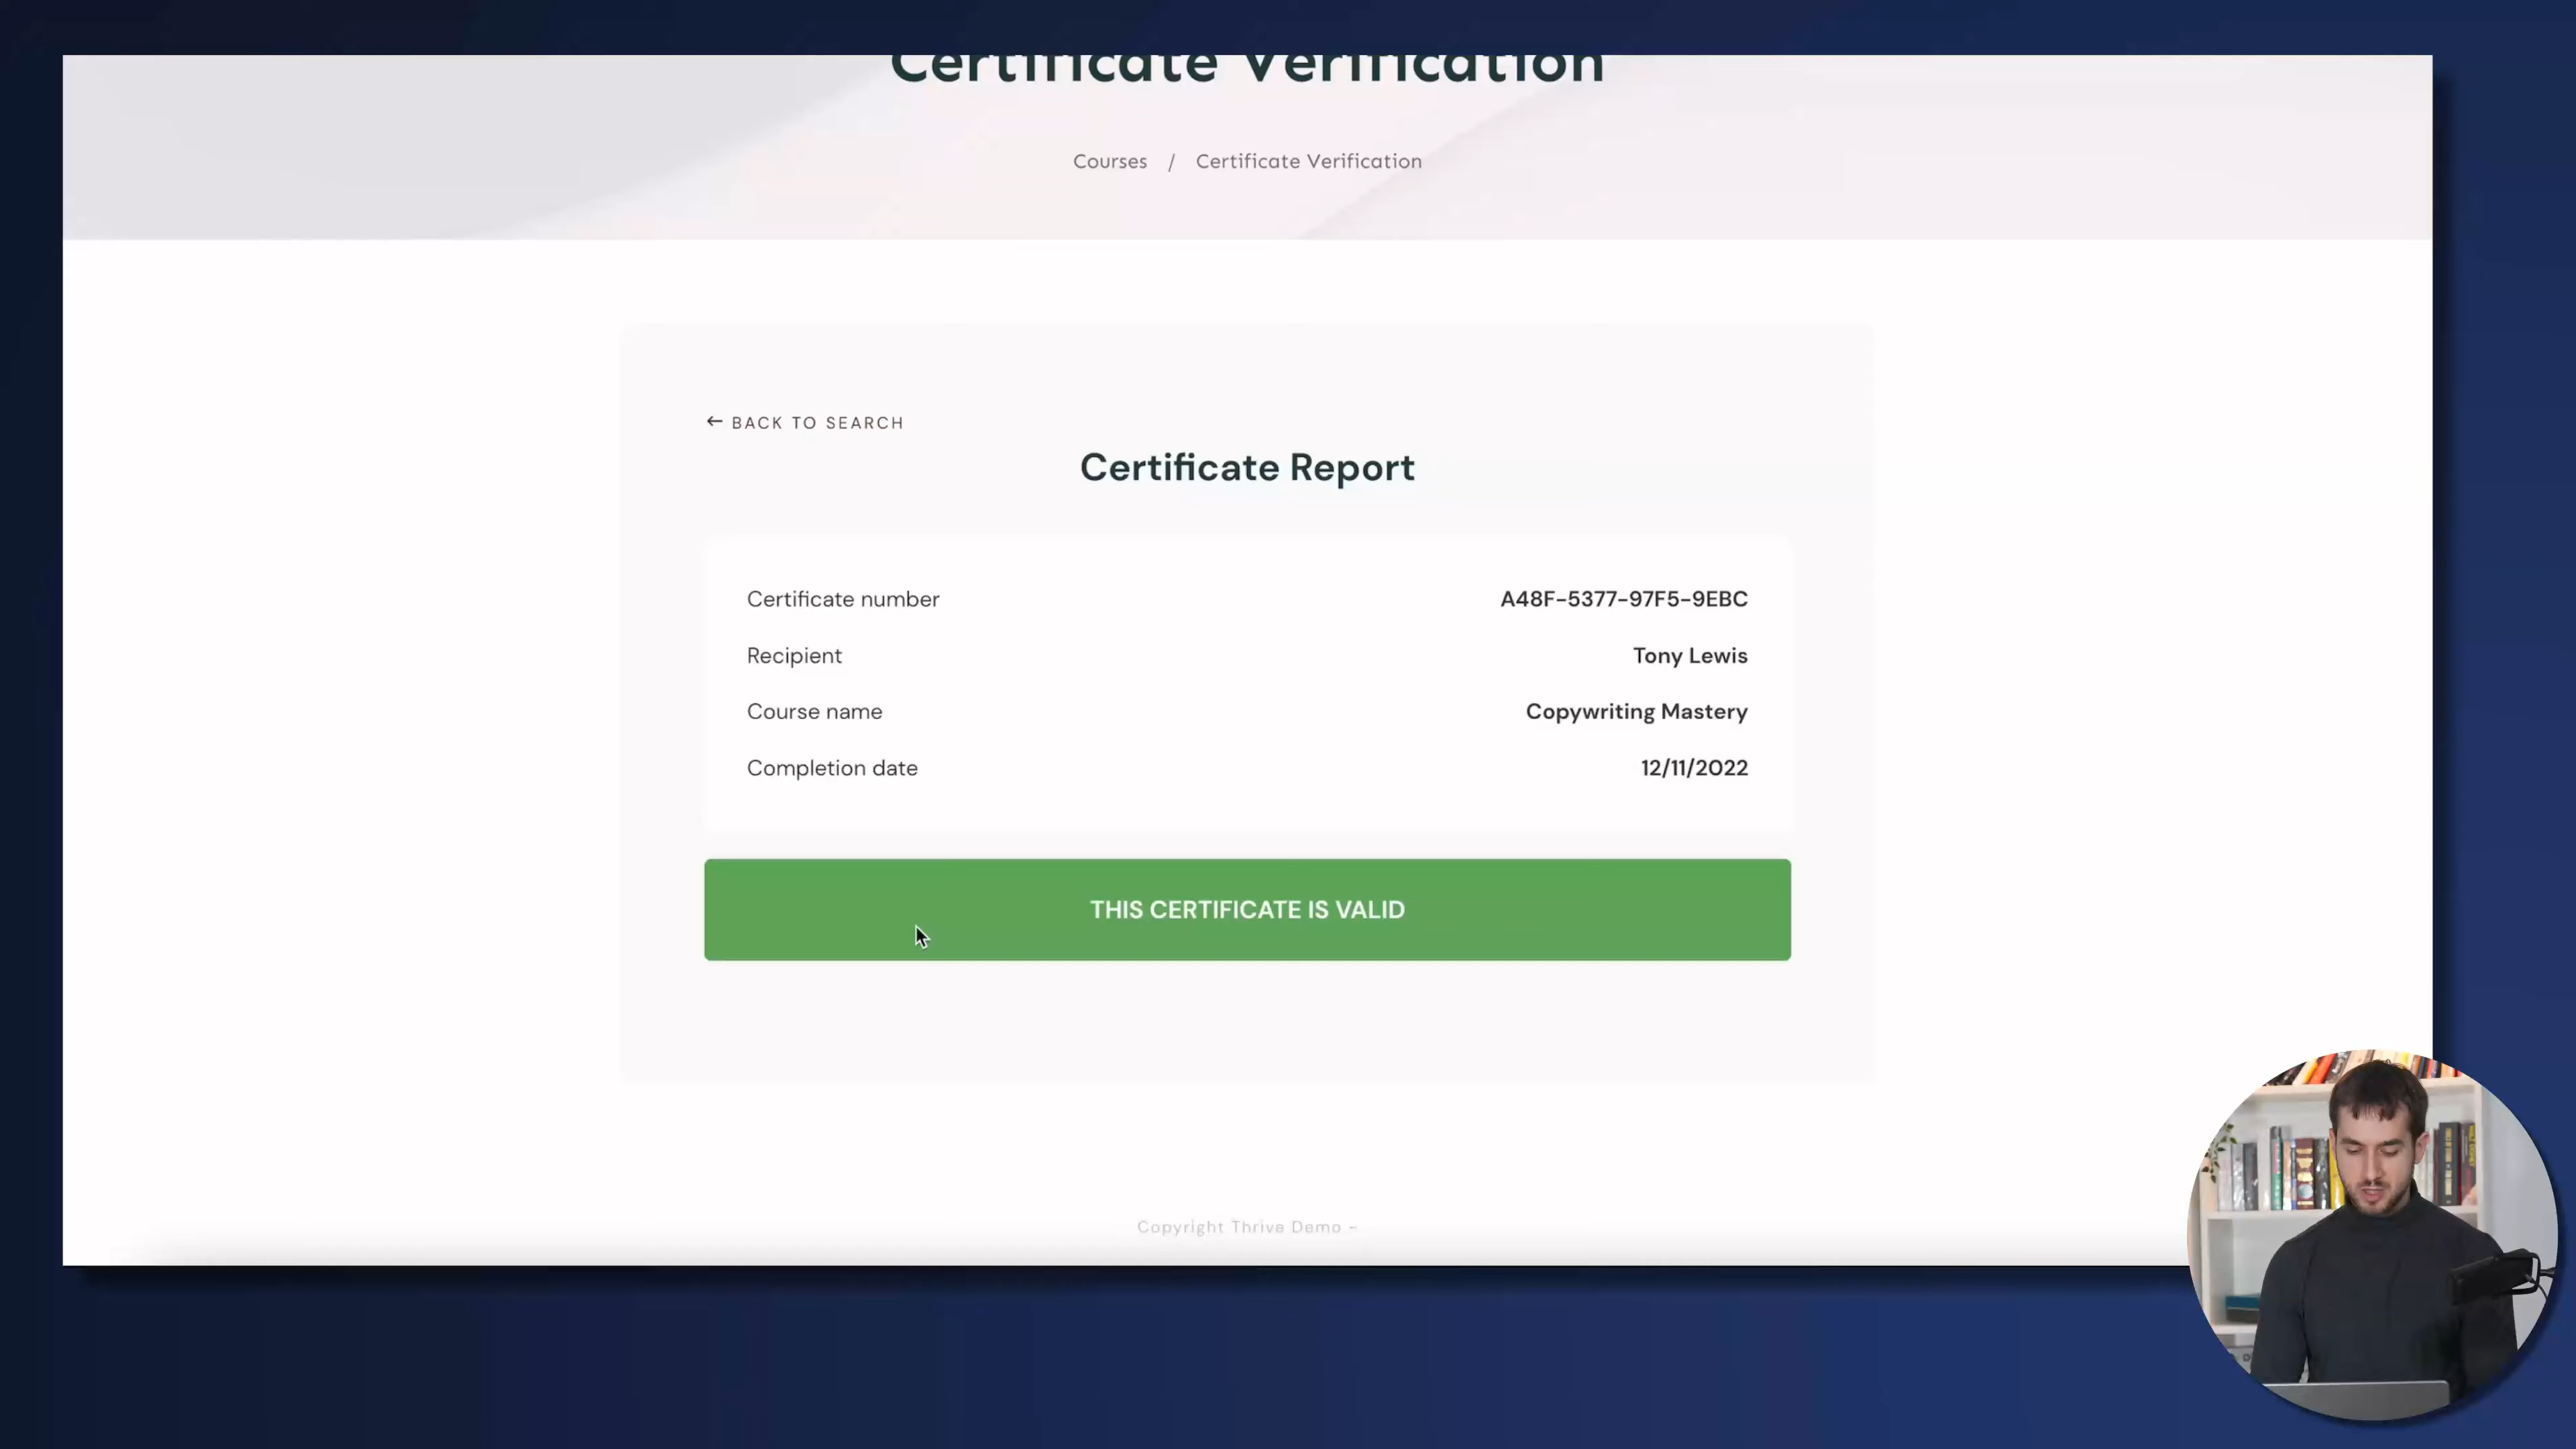 Certificate Verification
Courses / Certificate Verification
← BACK TO SEARCH
Certificate Report
Certificate number A48F-5377-97F5-9EBC
Recipient Tony Lewis
Course name Copywriting Mastery
Completion date 12/11/2022
THIS CERTIFICATE IS VALID
Copyright Thrive Demo -